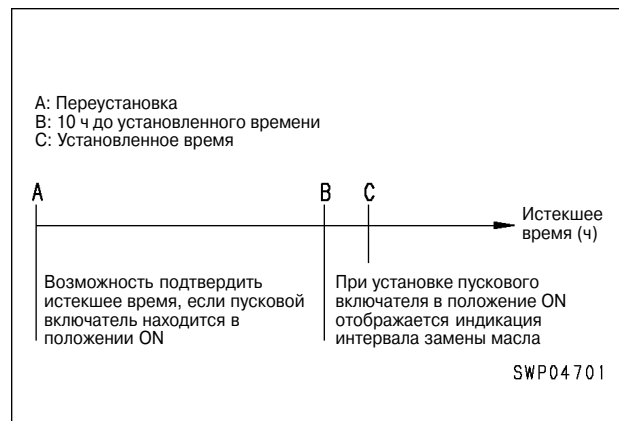 A: Переустановка
B: 10 ч до установленного времени
C: Установленное время
A
B
C
Истекшее
время (ч)
Возможность подтвердить
истекшее время, если пусковой
включатель находится в
положении ON
При установке пускового
включателя в положение ON
отображается индикация
интервала замены масла
SWP04701